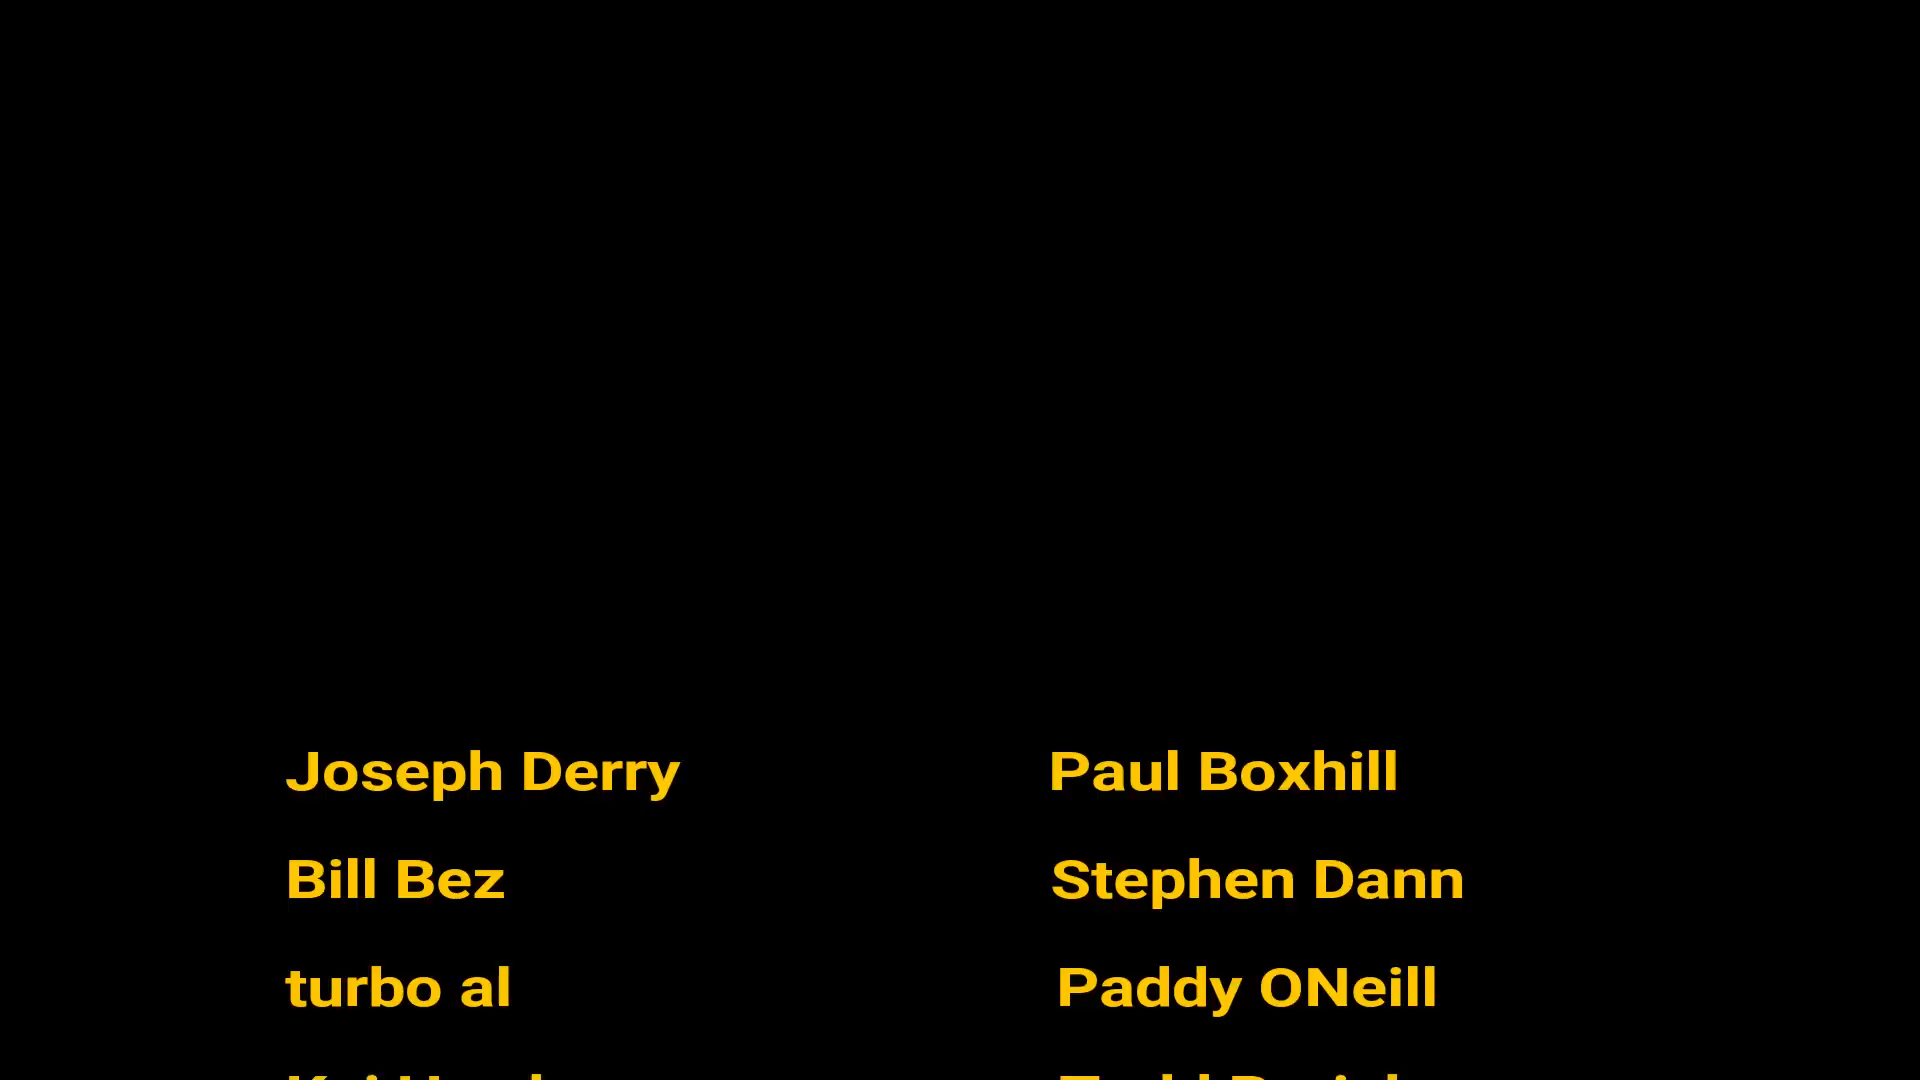 Joseph Derry
Paul Boxhill
Bill Bez
Stephen Dann
turbo al
Paddy ONeill